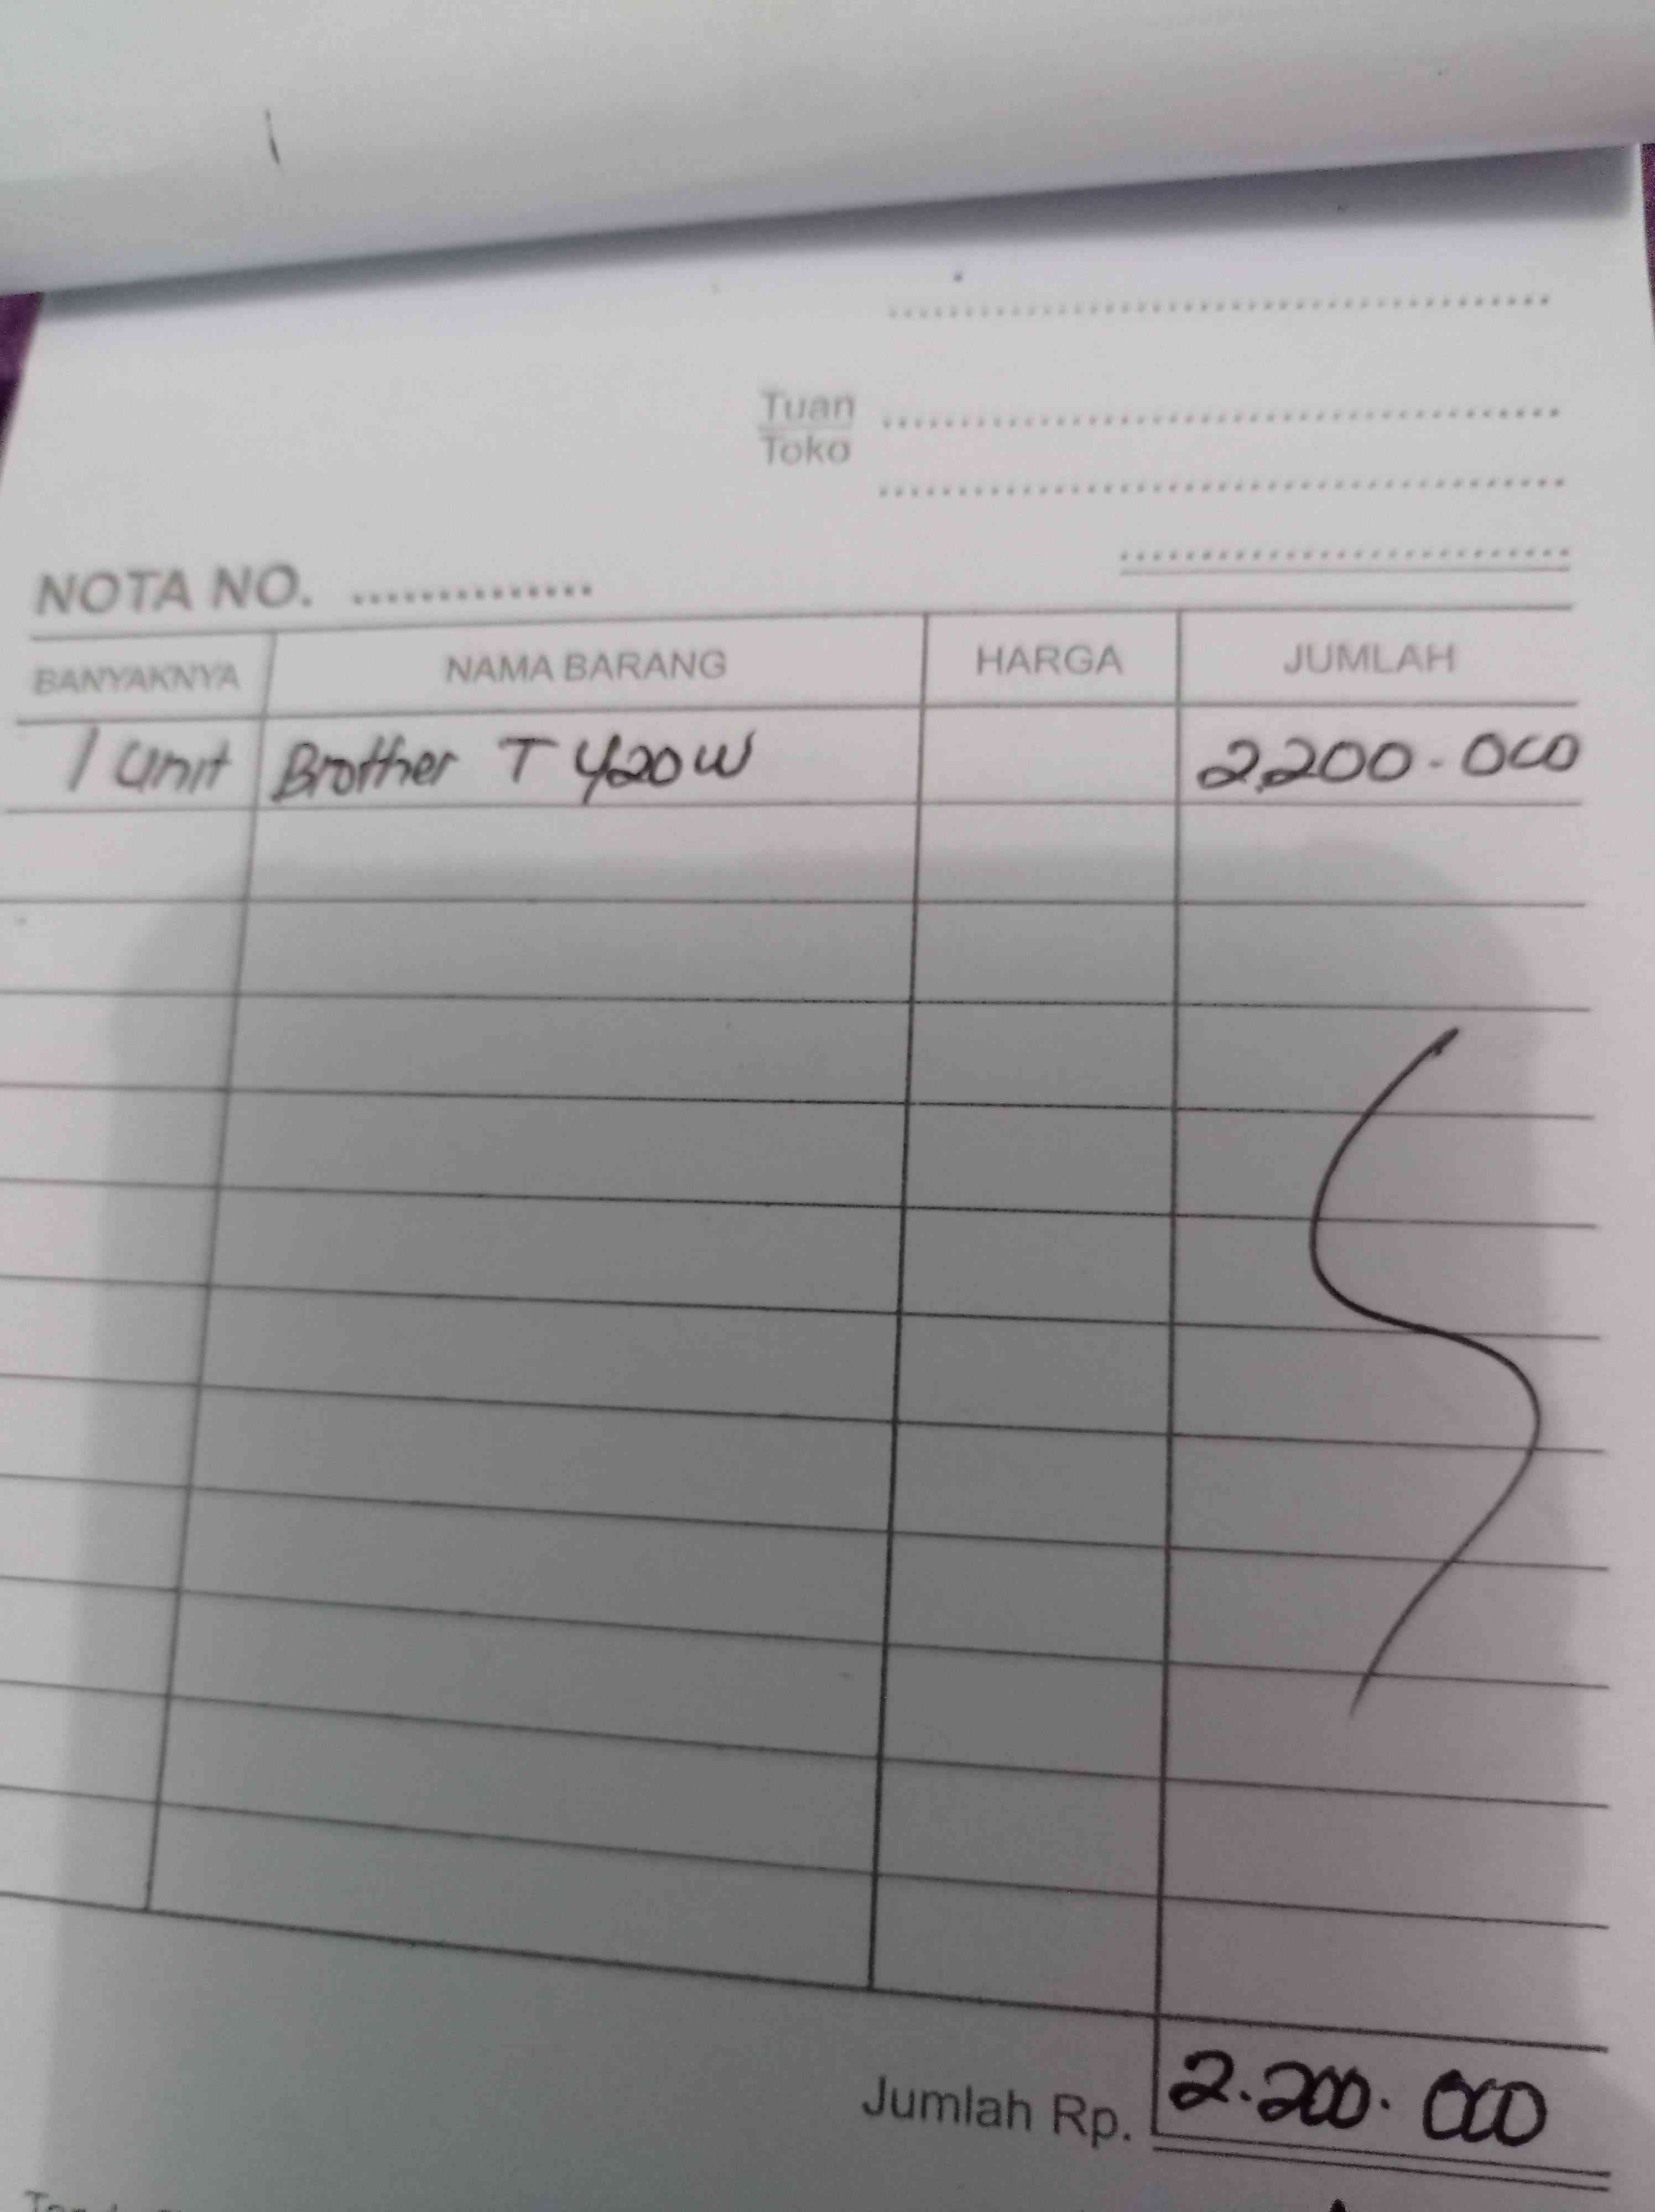 Tuan
Toko
NOTA NO. ..............
BANYAKNYA NAMA BARANG HARGA JUMLAH
1 Unit Brother T 420W 2.200.000
Jumlah Rp. 2.200.000